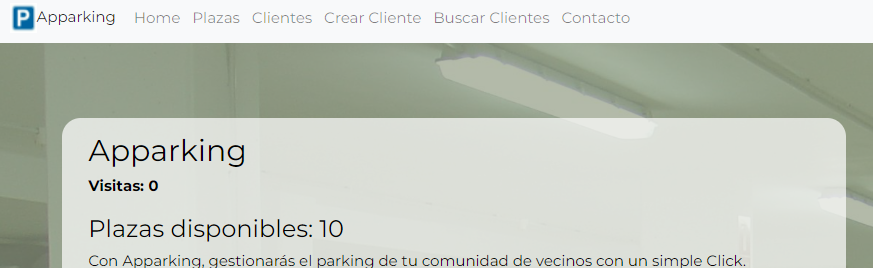 P Apparking Home Plazas Clientes Crear Cliente Buscar Clientes Contacto
Apparking
Visitas: 0
Plazas disponibles: 10
Con Apparking, gestionarás el parking de tu comunidad de vecinos con un simple Click.